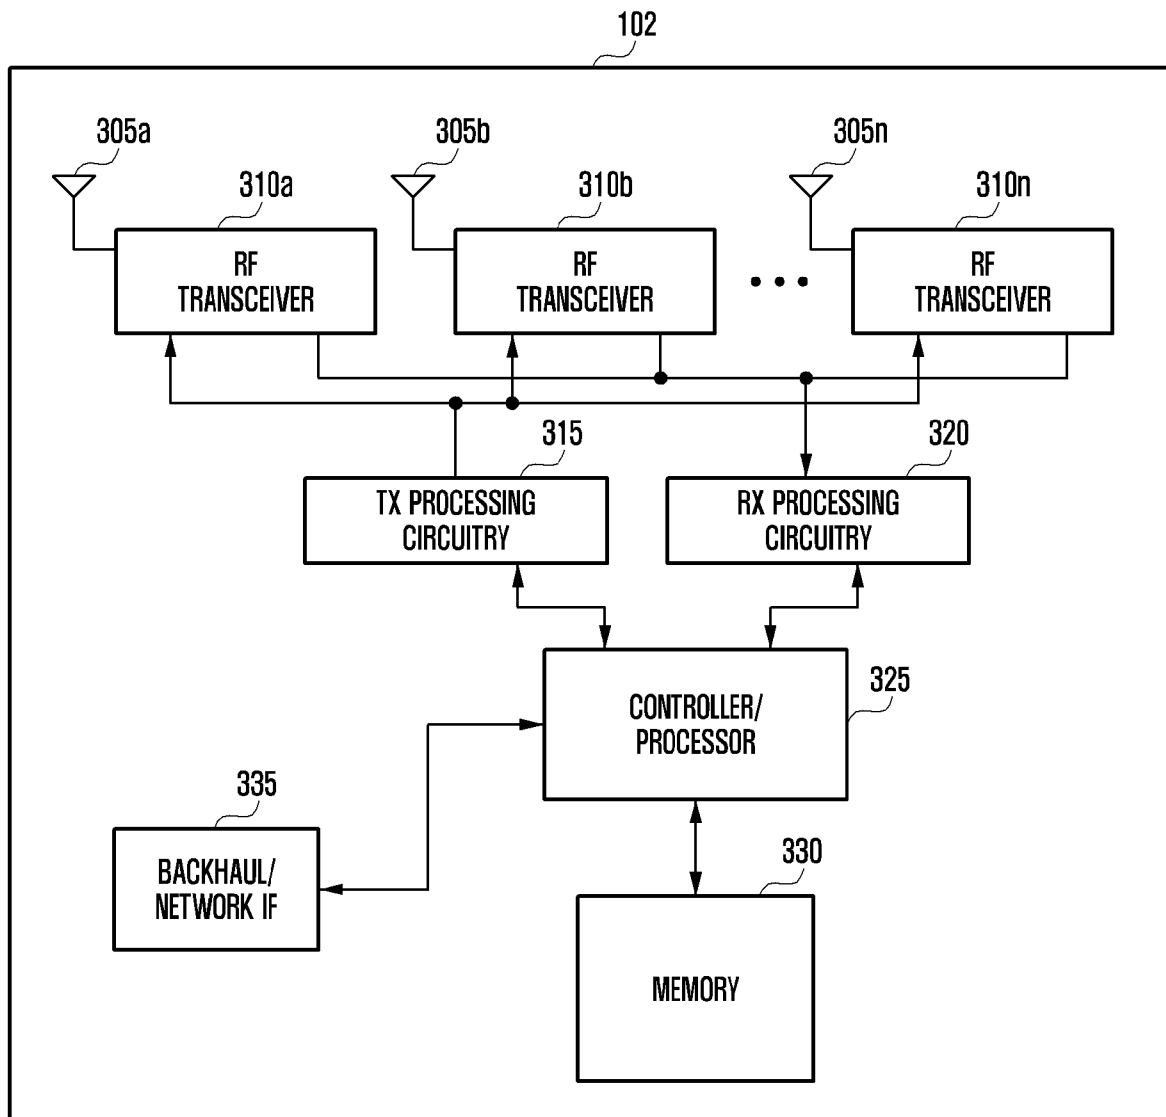 102
305a
305b
305n
310a
310b
310n
RF
TRANSCEIVER
RF
TRANSCEIVER
RF
TRANSCEIVER
315
320
TX PROCESSING
CIRCUITRY
RX PROCESSING
CIRCUITRY
325
CONTROLLER/
PROCESSOR
335
BACKHAUL/
NETWORK IF
330
MEMORY